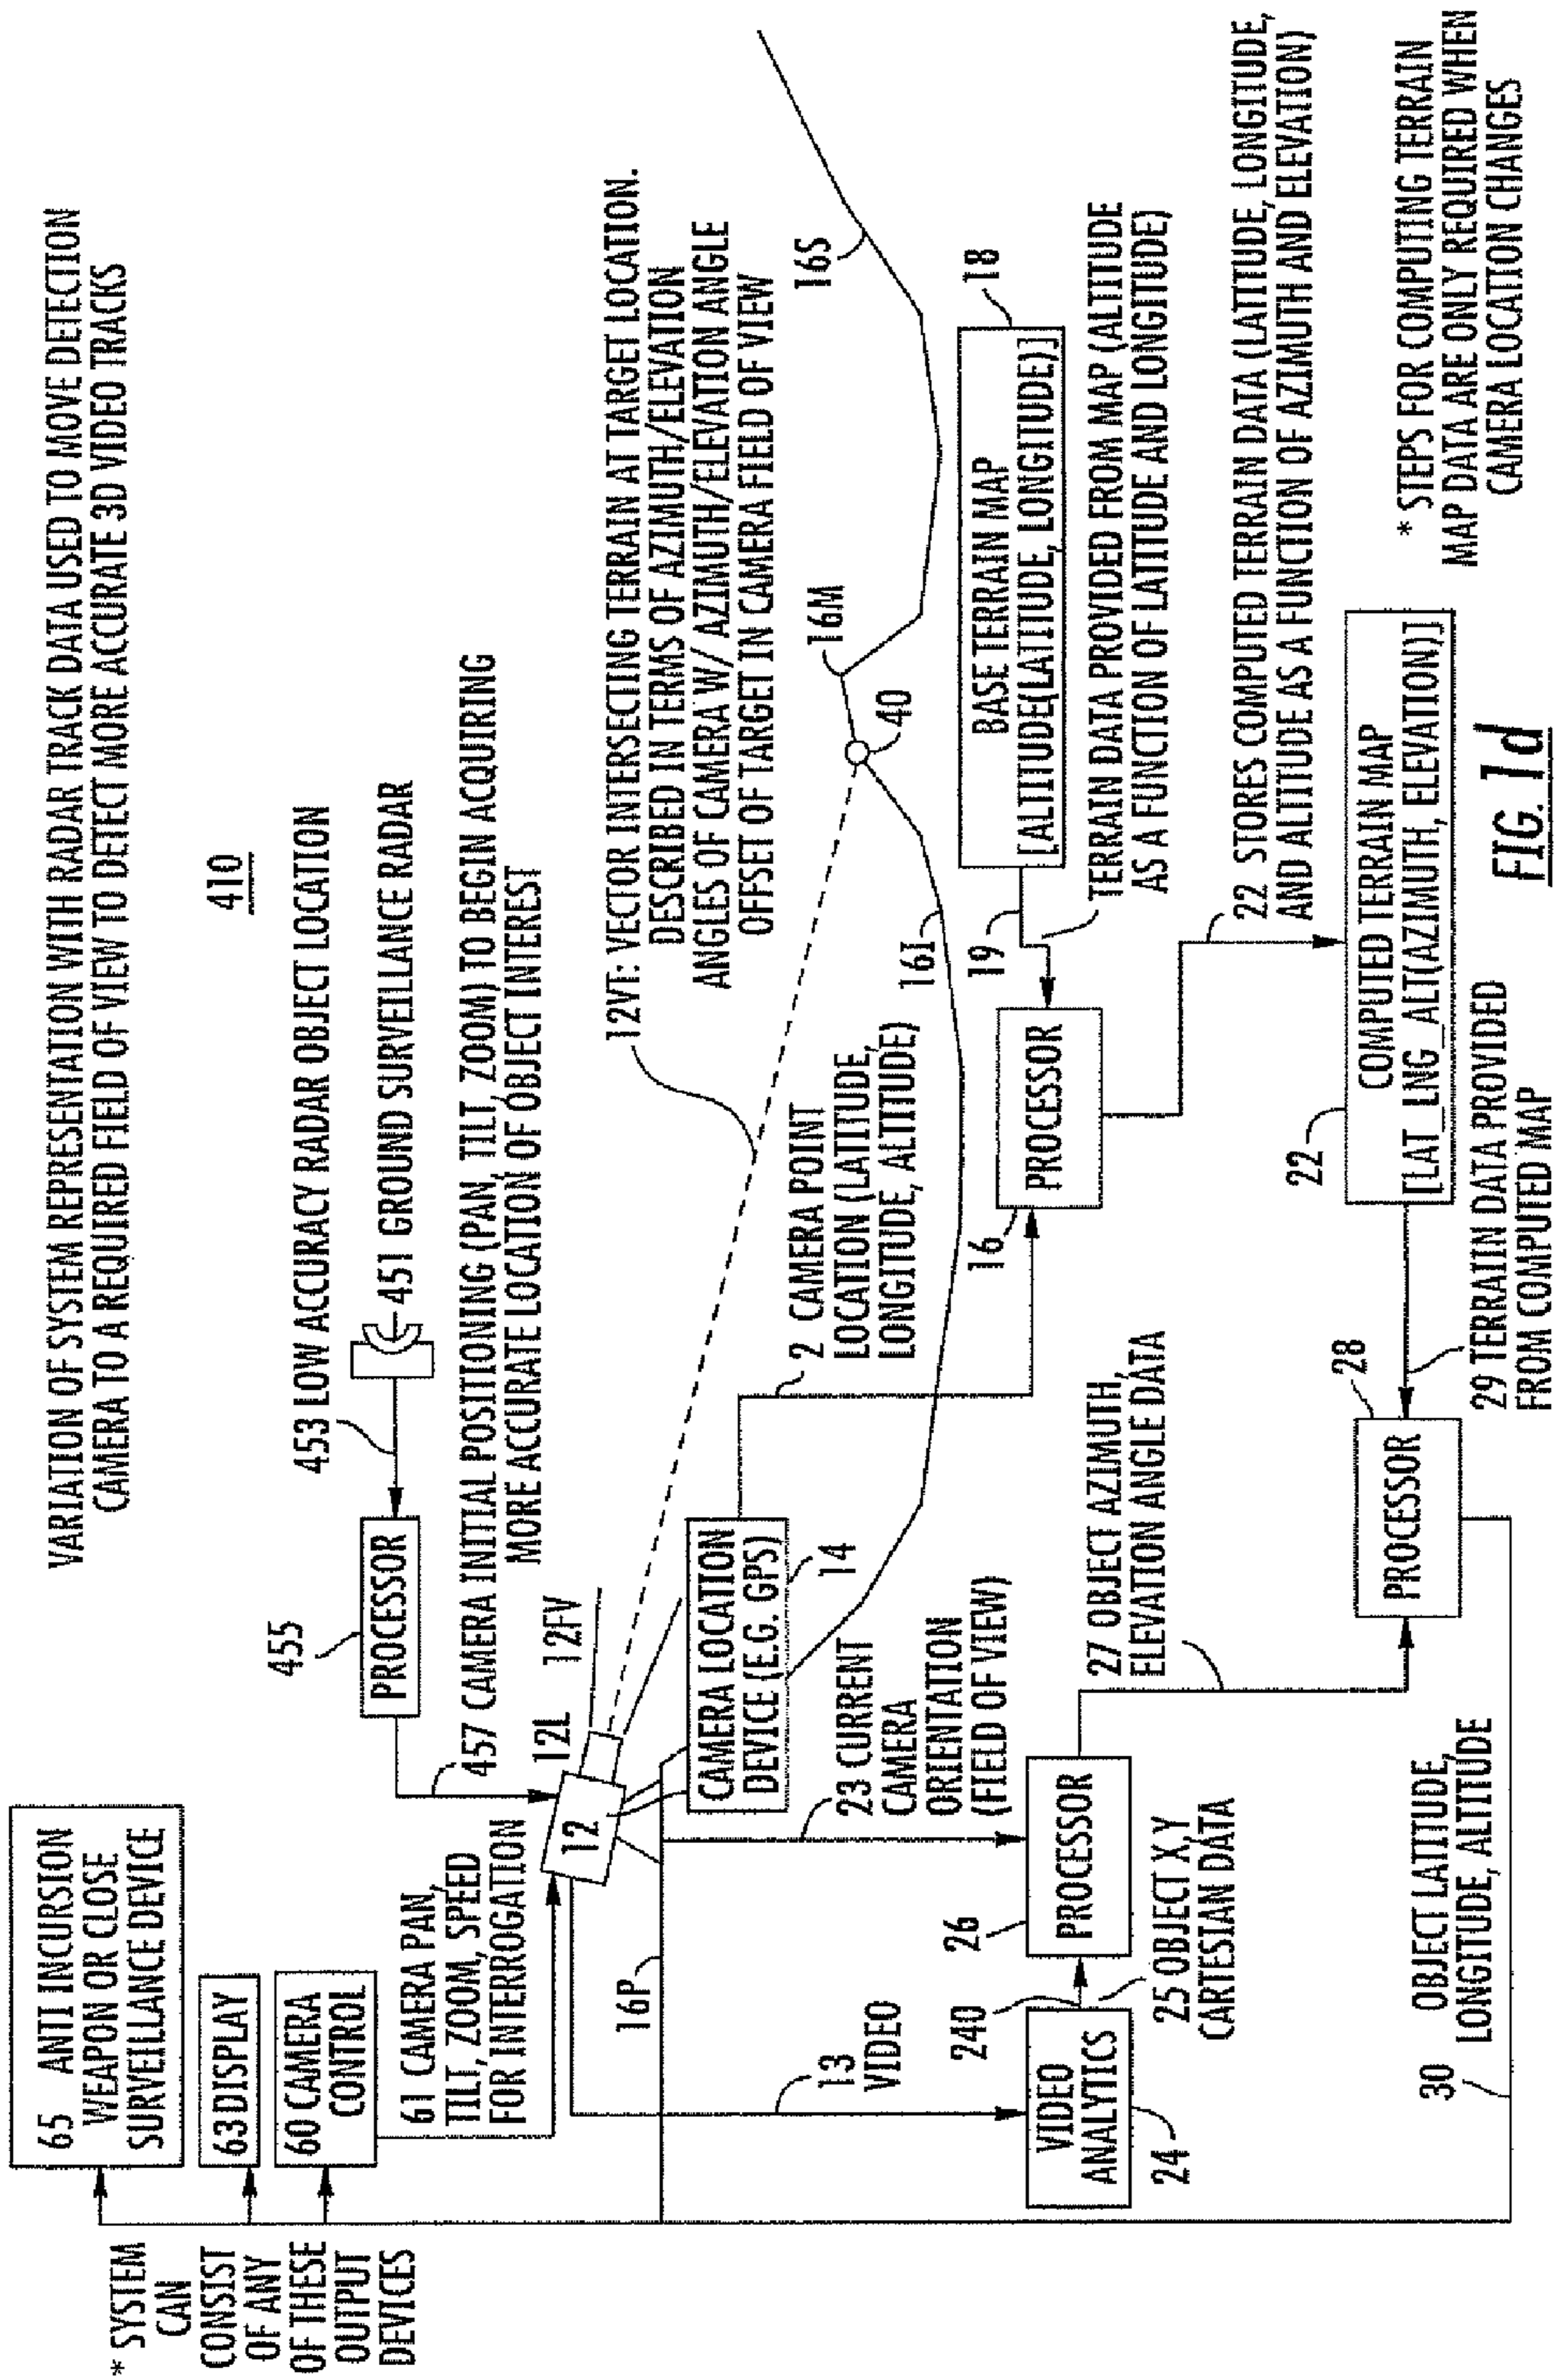 VARIATION OF SYSTEM REPRESENTATION WITH RADAR TRACK DATA USED TO MOVE DETECTION
CAMERA TO A REQUIRED FIELD OF VIEW TO DETECT MORE ACCURATE 3D VIDEO TRACKS
410
65 ANTI INCURSION
WEAPON OR CLOSE
SURVEILLANCE DEVICE
63 DISPLAY
60 CAMERA
CONTROL
* SYSTEM
CAN
CONSIST
OF ANY
OF THESE
OUTPUT
DEVICES
61 CAMERA PAN,
TILT, ZOOM, SPEED
FOR INTERROGATION
455
PROCESSOR
453 LOW ACCURACY RADAR OBJECT LOCATION
451 GROUND SURVEILLANCE RADAR
457 CAMERA INITIAL POSITIONING (PAN, TILT, ZOOM) TO BEGIN ACQUIRING
MORE ACCURATE LOCATION OF OBJECT INTEREST
12L
12FV
12
12VT: VECTOR INTERSECTING TERRAIN AT TARGET LOCATION.
DESCRIBED IN TERMS OF AZIMUTH/ELEVATION
ANGLES OF CAMERA W/ AZIMUTH/ELEVATION ANGLE
OFFSET OF TARGET IN CAMERA FIELD OF VIEW
16P
CAMERA LOCATION
DEVICE (E.G. GPS)
14
2 CAMERA POINT
LOCATION (LATITUDE,
LONGITUDE, ALTITUDE)
16I
40
16M
16S
13
VIDEO
23 CURRENT
CAMERA
ORIENTATION
(FIELD OF VIEW)
16
PROCESSOR
19
BASE TERRAIN MAP
[ALTITUDE(LATITUDE, LONGITUDE)]
18
TERRAIN DATA PROVIDED FROM MAP (ALTITUDE
AS A FUNCTION OF LATITUDE AND LONGITUDE)
VIDEO
ANALYTICS
24
240
25 OBJECT X,Y
CARTESIAN DATA
26
PROCESSOR
27 OBJECT AZIMUTH,
ELEVATION ANGLE DATA
22 STORES COMPUTED TERRAIN DATA (LATITUDE, LONGITUDE,
AND ALTITUDE AS A FUNCTION OF AZIMUTH AND ELEVATION)
28
PROCESSOR
22
COMPUTED TERRAIN MAP
[LAT_LNG_ALT(AZIMUTH, ELEVATION)]
29 TERRAIN DATA PROVIDED
FROM COMPUTED MAP
30
OBJECT LATITUDE,
LONGITUDE, ALTITUDE
* STEPS FOR COMPUTING TERRAIN
MAP DATA ARE ONLY REQUIRED WHEN
CAMERA LOCATION CHANGES
FIG. 1d